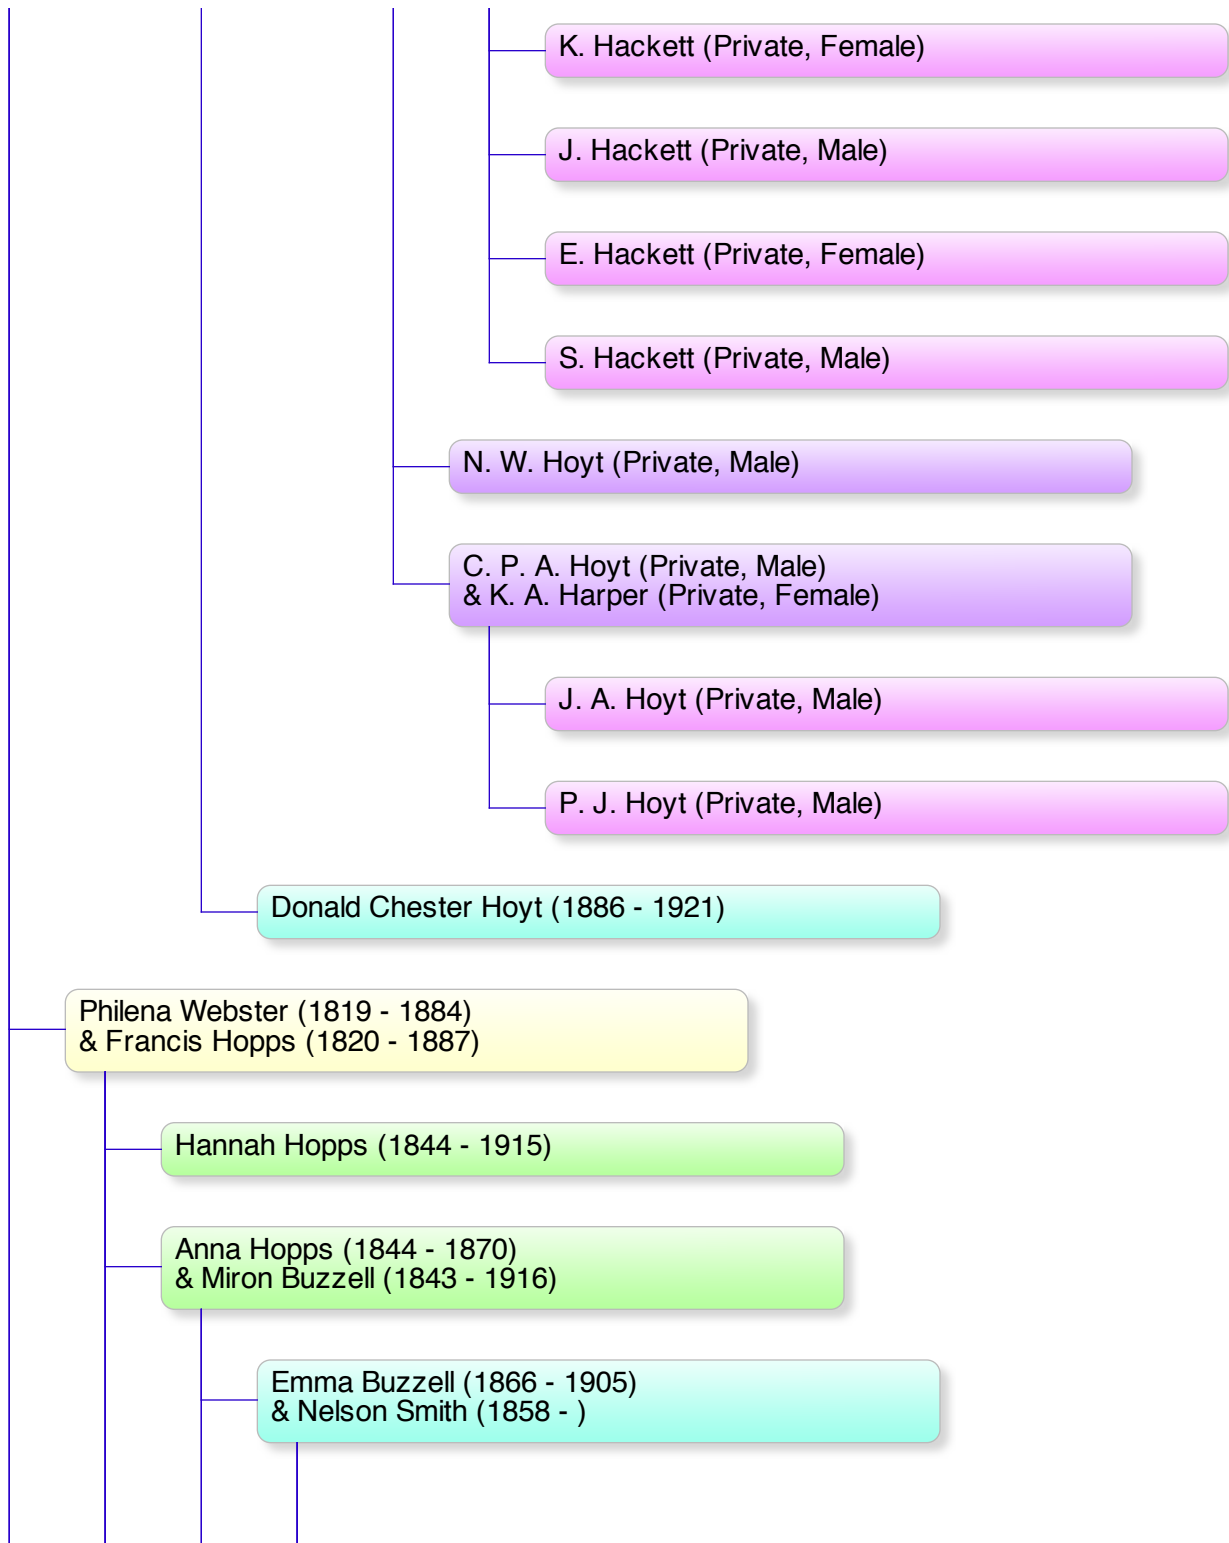 K. Hackett (Private, Female)
J. Hackett (Private, Male)
E. Hackett (Private, Female)
S. Hackett (Private, Male)
N. W. Hoyt (Private, Male)
C. P. A. Hoyt (Private, Male)
& K. A. Harper (Private, Female)
J. A. Hoyt (Private, Male)
P. J. Hoyt (Private, Male)
Donald Chester Hoyt (1886 - 1921)
Philena Webster (1819 - 1884)
& Francis Hopps (1820 - 1887)
Hannah Hopps (1844 - 1915)
Anna Hopps (1844 - 1870)
& Miron Buzzell (1843 - 1916)
Emma Buzzell (1866 - 1905)
& Nelson Smith (1858 - )